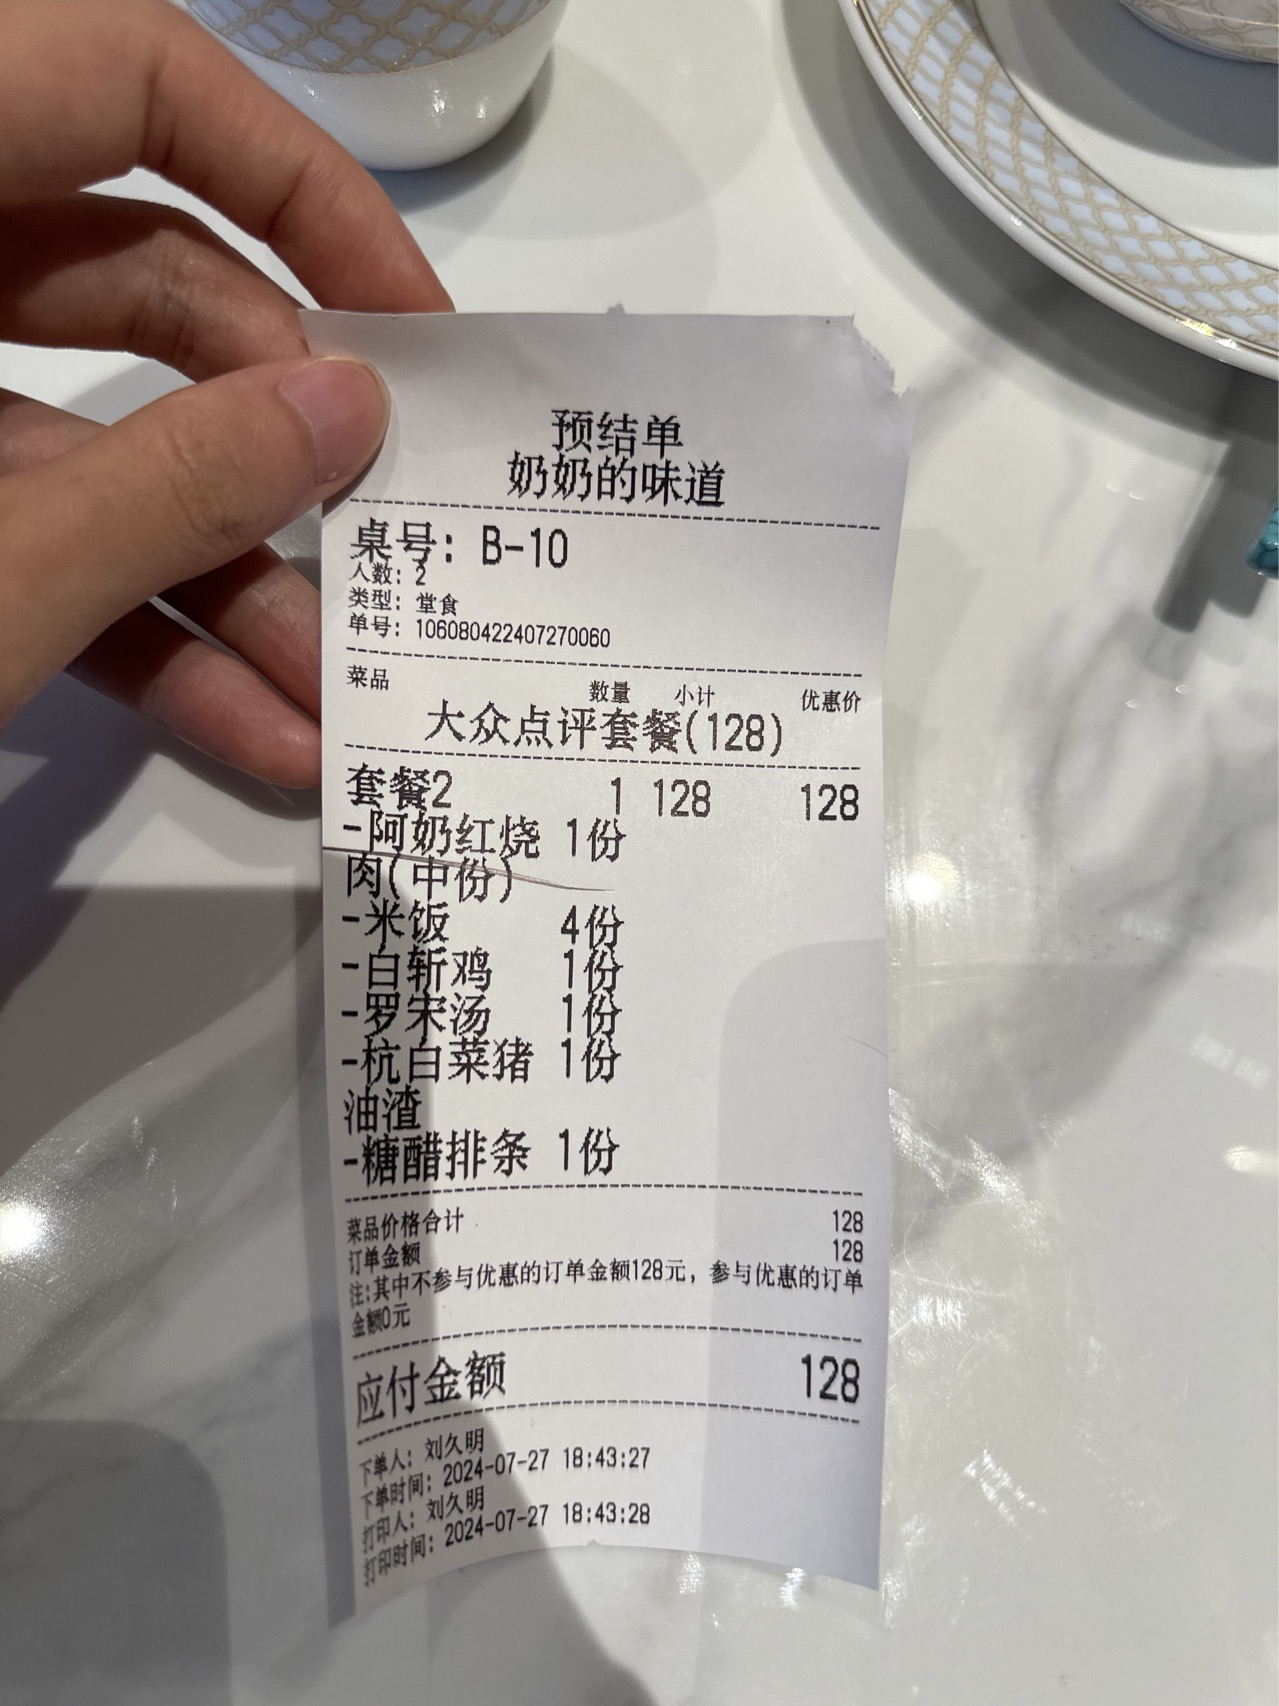 预结单
奶奶的味道
桌号: B-10
人数: 2
类型: 堂食
单号: 106080422407270060
菜品 数量 小计 优惠价
大众点评套餐(128)
套餐2 1 128 128
-阿奶红烧 1份
肉(中份)
-米饭 4份
-白斩鸡 1份
-罗宋汤 1份
-杭白菜猪 1份
油渣
-糖醋排条 1份
菜品价格合计 128
订单金额 128
注:其中不参与优惠的订单金额128元，参与优惠的订单
金额0元
应付金额 128
下单人: 刘久明
下单时间: 2024-07-27 18:43:27
打印人: 刘久明
打印时间: 2024-07-27 18:43:28